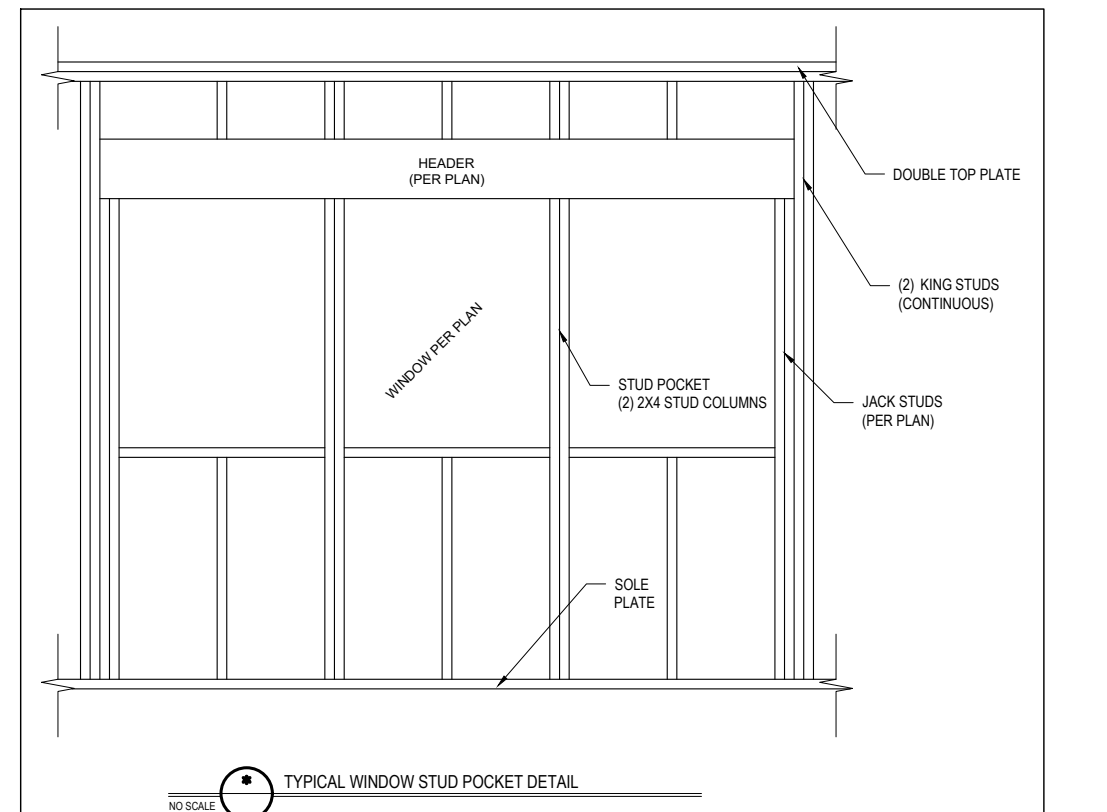 HEADER
(PER PLAN)
DOUBLE TOP PLATE
(2) KING STUDS
(CONTINUOUS)
WINDOW PER PLAN
STUD POCKET
(2) 2X4 STUD COLUMNS
JACK STUDS
(PER PLAN)
SOLE
PLATE
* TYPICAL WINDOW STUD POCKET DETAIL
NO SCALE